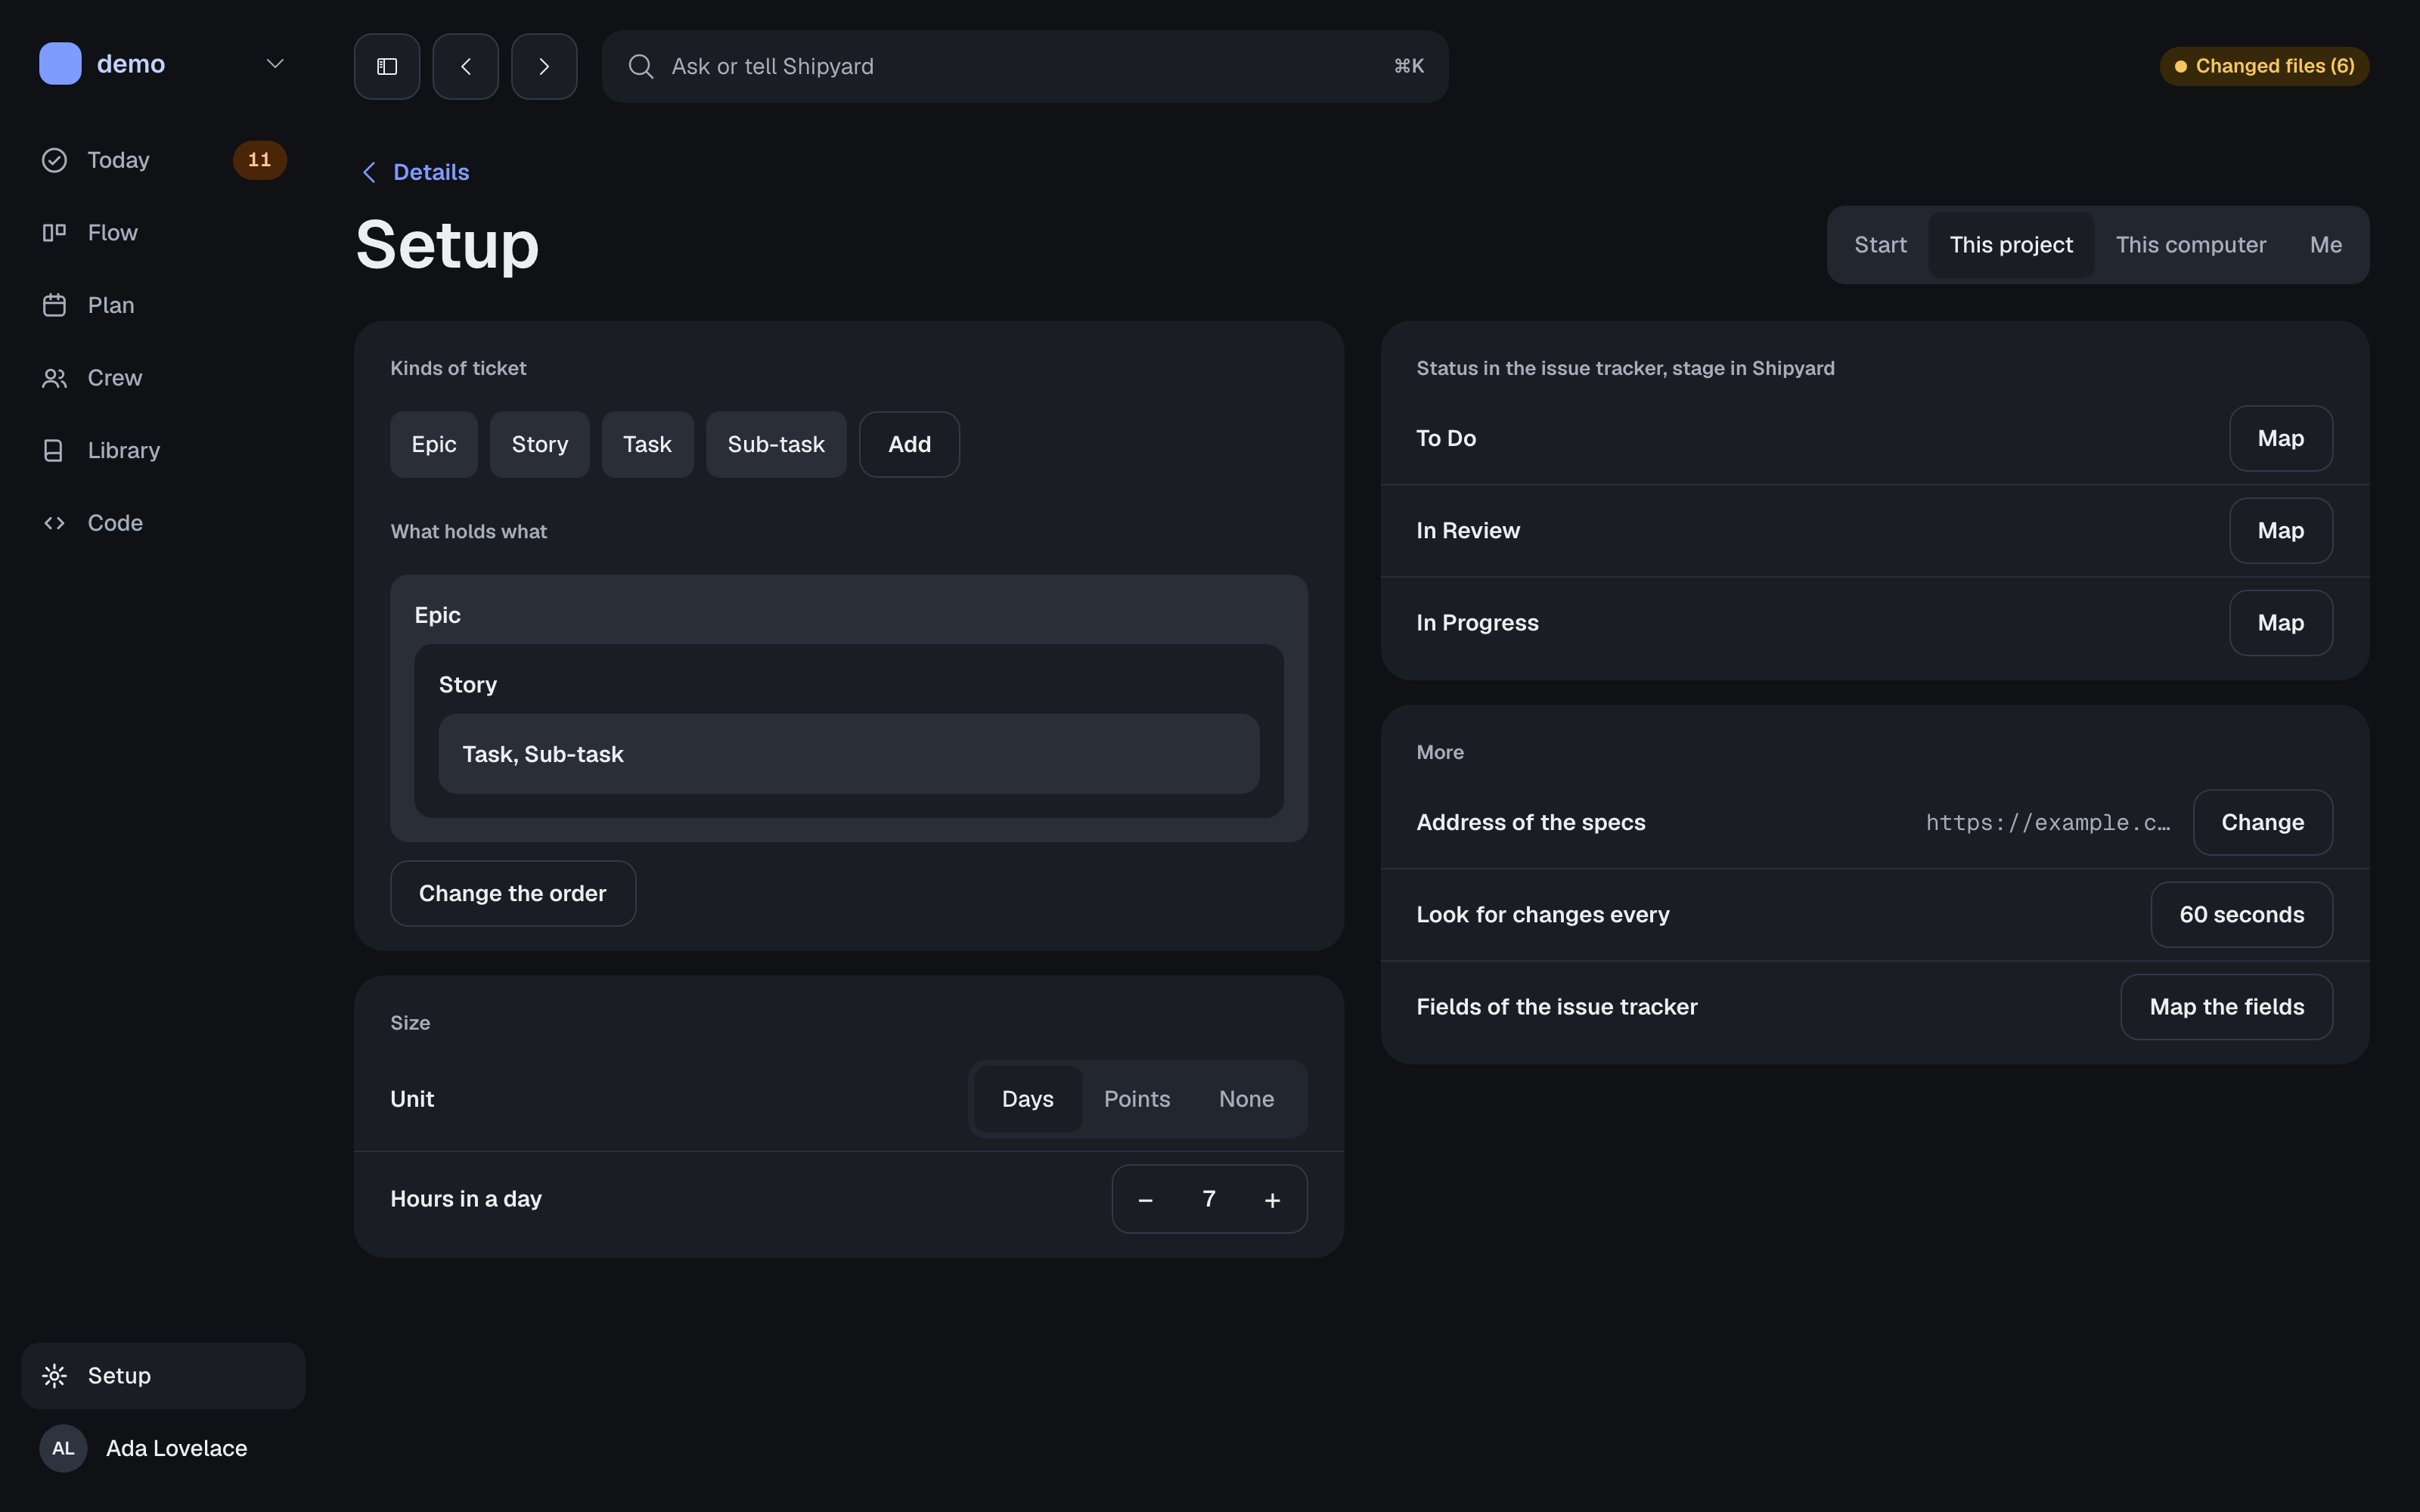 demo
Today 11
Flow
Plan
Crew
Library
Code
Setup
AL Ada Lovelace
Ask or tell Shipyard ⌘K
Changed files (6)
Details
Setup
Start This project This computer Me
Kinds of ticket
Epic Story Task Sub-task Add
What holds what
Epic
Story
Task, Sub-task
Change the order
Size
Unit Days Points None
Hours in a day − 7 +
Status in the issue tracker, stage in Shipyard
To Do Map
In Review Map
In Progress Map
More
Address of the specs https://example.c… Change
Look for changes every 60 seconds
Fields of the issue tracker Map the fields